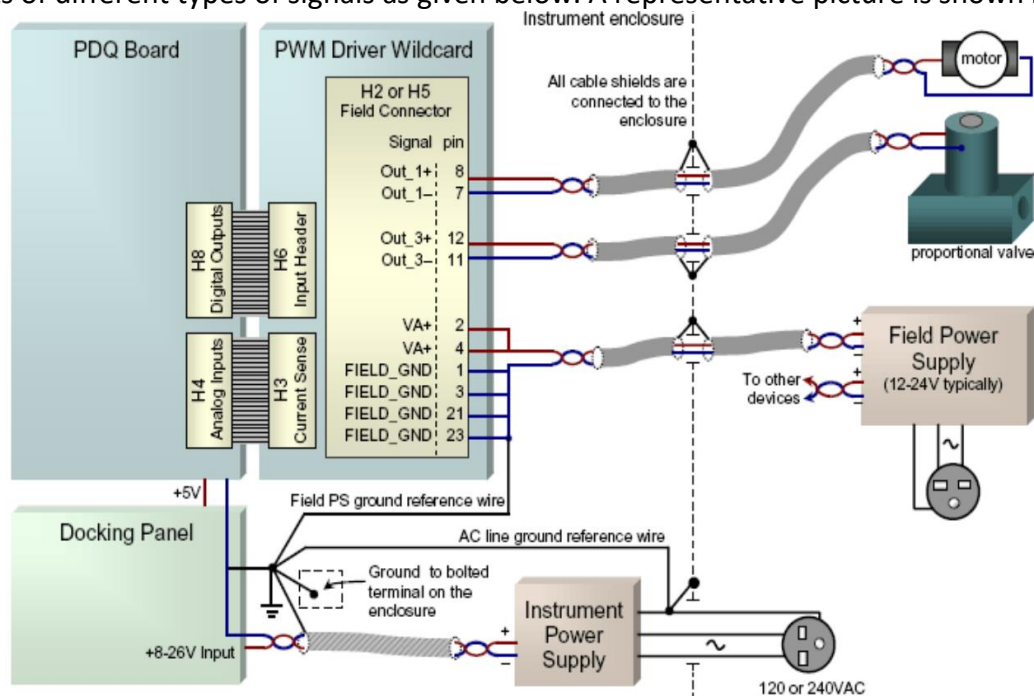 s of different types of signals as given below. A representative picture is shown
Instrument enclosure
PDQ Board
PWM Driver Wildcard
motor
H2 or H5
Field Connector
All cable shields are
connected to the
enclosure
Signal pin
Out_1+ 8
Out_1– 7
Out_3+ 12
Out_3– 11
H8
Digital Outputs
H6
Input Header
proportional valve
VA+ 2
VA+ 4
FIELD_GND 1
FIELD_GND 3
FIELD_GND 21
FIELD_GND 23
H4
Analog Inputs
H3
Current Sense
+
–
Field Power
Supply
(12-24V typically)
To other
devices
+
–
~
+5V
Field PS ground reference wire
Docking Panel
AC line ground reference wire
Ground to bolted
terminal on the
enclosure
Instrument
Power
Supply
+
–
~
+8-26V Input
120 or 240VAC